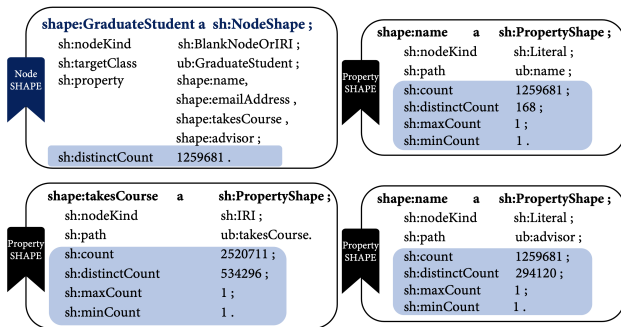 shape:GraduateStudent a sh:NodeShape ;
Node
SHAPE
sh:nodeKind sh:BlankNodeOrIRI ;
sh:targetClass ub:GraduateStudent ;
sh:property shape:name,
shape:emailAddress ,
shape:takesCourse ,
shape:advisor ;
sh:distinctCount 1259681 .
shape:name a sh:PropertyShape ;
Property
SHAPE
sh:nodeKind sh:Literal ;
sh:path ub:name ;
sh:count 1259681 ;
sh:distinctCount 168 ;
sh:maxCount 1 ;
sh:minCount 1 .
shape:takesCourse a sh:PropertyShape ;
Property
SHAPE
sh:nodeKind sh:IRI ;
sh:path ub:takesCourse.
sh:count 2520711 ;
sh:distinctCount 534296 ;
sh:maxCount 1 ;
sh:minCount 1 .
shape:name a sh:PropertyShape ;
Property
SHAPE
sh:nodeKind sh:Literal ;
sh:path ub:advisor ;
sh:count 1259681 ;
sh:distinctCount 294120 ;
sh:maxCount 1 ;
sh:minCount 1 .